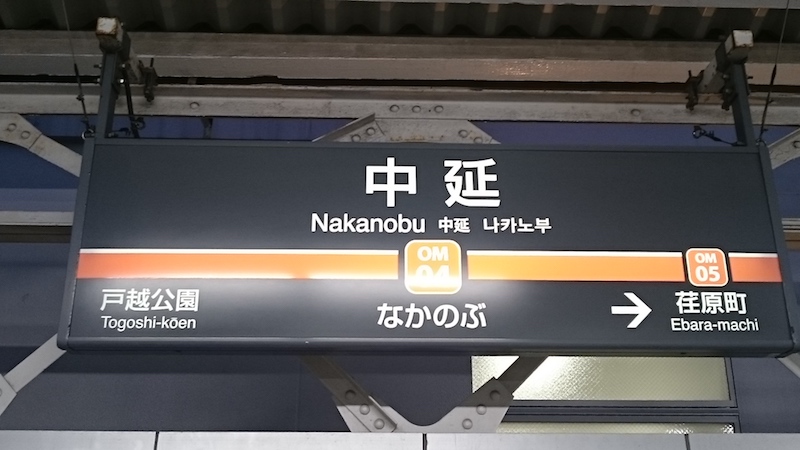 中延
Nakanobu 中延 나카노부
OM
04
OM
05
戸越公園
Togoshi-kōen
なかのぶ
→ 荏原町
Ebara-machi